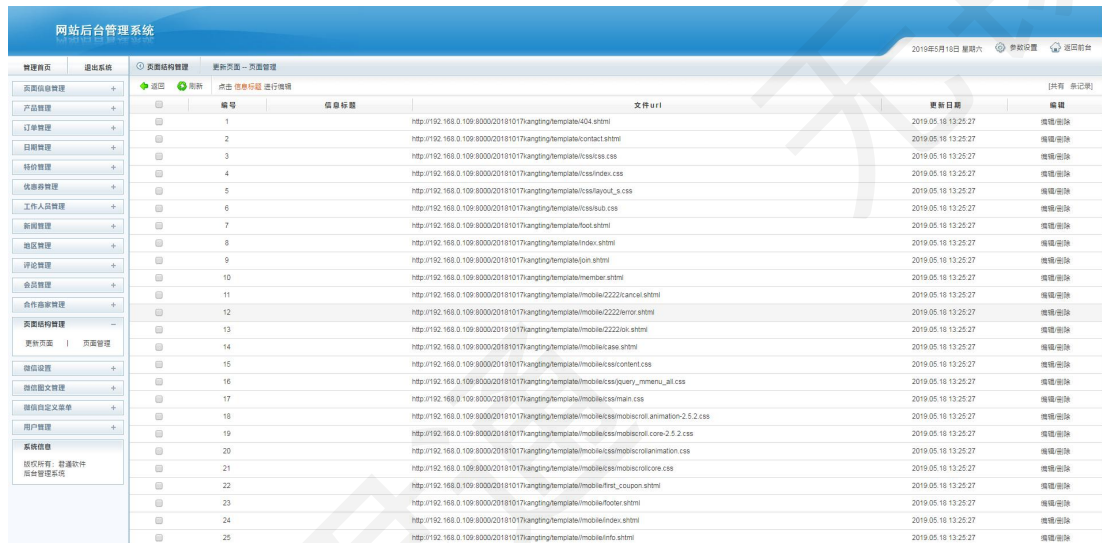 网站后台管理系统
2019年5月18日 星期六 参数设置 返回前台
管理首页 退出系统 页面结构管理 更新页面 -- 页面管理
返回 刷新 点击 信息标题 进行编辑 [共有 条记录]
编号 信息标题 文件url 更新日期 编辑
页面信息管理 +
产品管理 +
订单管理 +
日期管理 +
特价管理 +
优惠券管理 +
工作人员管理 +
新闻管理 +
地区管理 +
评论管理 +
会员管理 +
合作商家管理 +
页面结构管理 −
更新页面 | 页面管理
微信设置 +
微信图文管理 +
微信自定义菜单 +
用户管理 +
系统信息
版权所有：君通软件
后台管理系统
1 http://192.168.0.109:8000/20181017kangting/template/404.shtml 2019.05.18 13:25:27 编辑/删除
2 http://192.168.0.109:8000/20181017kangting/template/contact.shtml 2019.05.18 13:25:27 编辑/删除
3 http://192.168.0.109:8000/20181017kangting/template//css/css.css 2019.05.18 13:25:27 编辑/删除
4 http://192.168.0.109:8000/20181017kangting/template//css/index.css 2019.05.18 13:25:27 编辑/删除
5 http://192.168.0.109:8000/20181017kangting/template//css/layout_s.css 2019.05.18 13:25:27 编辑/删除
6 http://192.168.0.109:8000/20181017kangting/template//css/sub.css 2019.05.18 13:25:27 编辑/删除
7 http://192.168.0.109:8000/20181017kangting/template/foot.shtml 2019.05.18 13:25:27 编辑/删除
8 http://192.168.0.109:8000/20181017kangting/template/index.shtml 2019.05.18 13:25:27 编辑/删除
9 http://192.168.0.109:8000/20181017kangting/template/join.shtml 2019.05.18 13:25:27 编辑/删除
10 http://192.168.0.109:8000/20181017kangting/template/member.shtml 2019.05.18 13:25:27 编辑/删除
11 http://192.168.0.109:8000/20181017kangting/template//mobile/2222/cancel.shtml 2019.05.18 13:25:27 编辑/删除
12 http://192.168.0.109:8000/20181017kangting/template//mobile/2222/error.shtml 2019.05.18 13:25:27 编辑/删除
13 http://192.168.0.109:8000/20181017kangting/template//mobile/2222/ok.shtml 2019.05.18 13:25:27 编辑/删除
14 http://192.168.0.109:8000/20181017kangting/template//mobile/case.shtml 2019.05.18 13:25:27 编辑/删除
15 http://192.168.0.109:8000/20181017kangting/template//mobile/css/content.css 2019.05.18 13:25:27 编辑/删除
16 http://192.168.0.109:8000/20181017kangting/template//mobile/css/jquery_mmenu_all.css 2019.05.18 13:25:27 编辑/删除
17 http://192.168.0.109:8000/20181017kangting/template//mobile/css/main.css 2019.05.18 13:25:27 编辑/删除
18 http://192.168.0.109:8000/20181017kangting/template//mobile/css/mobiscroll.animation-2.5.2.css 2019.05.18 13:25:27 编辑/删除
19 http://192.168.0.109:8000/20181017kangting/template//mobile/css/mobiscroll.core-2.5.2.css 2019.05.18 13:25:27 编辑/删除
20 http://192.168.0.109:8000/20181017kangting/template//mobile/css/mobiscrollanimation.css 2019.05.18 13:25:27 编辑/删除
21 http://192.168.0.109:8000/20181017kangting/template//mobile/css/mobiscrollcore.css 2019.05.18 13:25:27 编辑/删除
22 http://192.168.0.109:8000/20181017kangting/template//mobile/first_coupon.shtml 2019.05.18 13:25:27 编辑/删除
23 http://192.168.0.109:8000/20181017kangting/template//mobile/footer.shtml 2019.05.18 13:25:27 编辑/删除
24 http://192.168.0.109:8000/20181017kangting/template//mobile/index.shtml 2019.05.18 13:25:27 编辑/删除
25 http://192.168.0.109:8000/20181017kangting/template//mobile/info.shtml 2019.05.18 13:25:27 编辑/删除